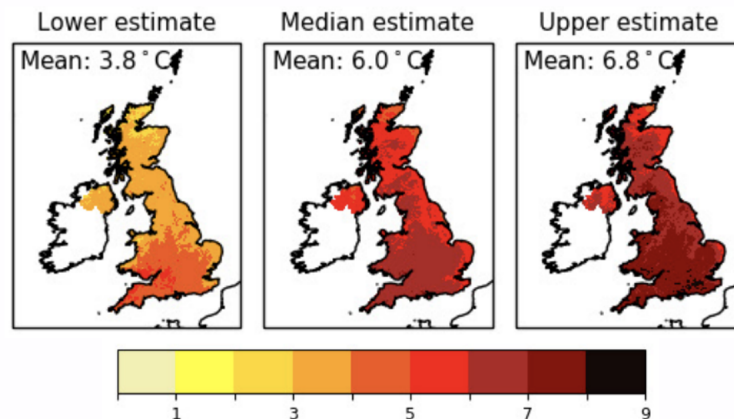 Lower estimate
Median estimate
Upper estimate
Mean: 3.8°C
Mean: 6.0°C
Mean: 6.8°C
1 3 5 7 9